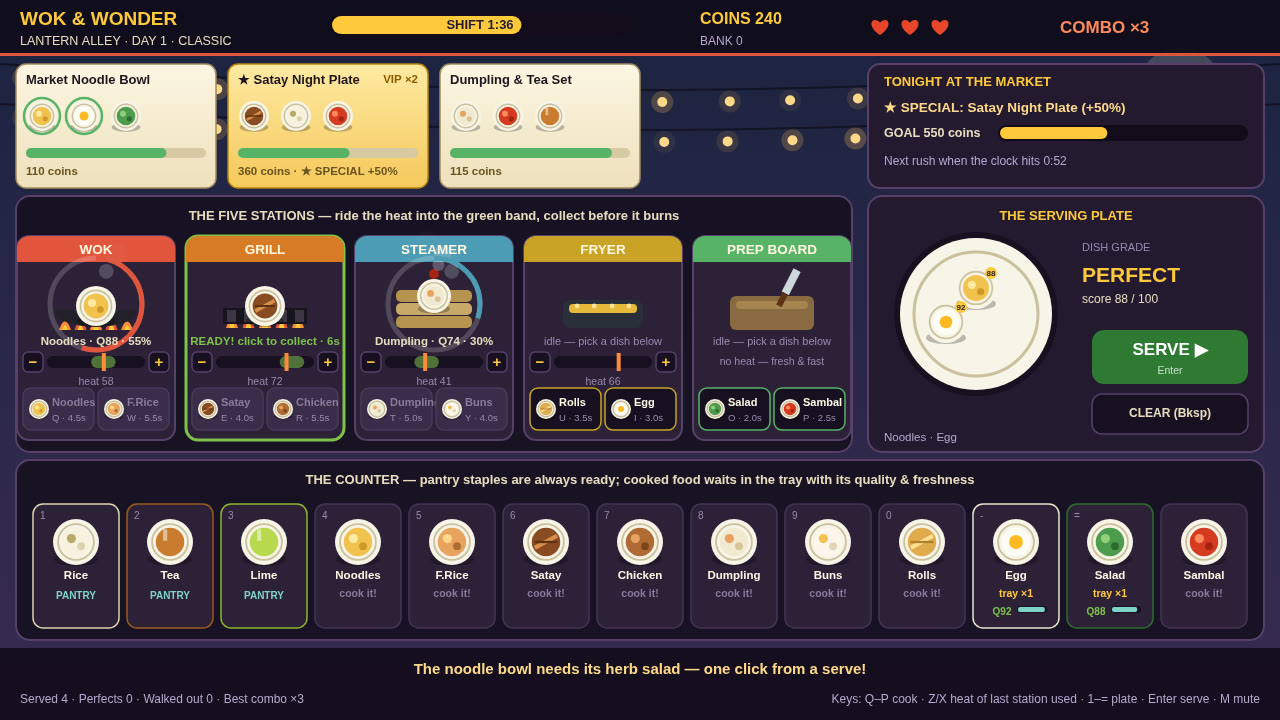 WOK & WONDER
LANTERN ALLEY · DAY 1 · CLASSIC
SHIFT 1:36
COINS 240
BANK 0
COMBO ×3
Market Noodle Bowl
110 coins
★ Satay Night Plate VIP ×2
360 coins · ★ SPECIAL +50%
Dumpling & Tea Set
115 coins
TONIGHT AT THE MARKET
★ SPECIAL: Satay Night Plate (+50%)
GOAL 550 coins
Next rush when the clock hits 0:52
THE FIVE STATIONS — ride the heat into the green band, collect before it burns
WOK
Noodles · Q88 · 55%
− +
heat 58
Noodles
Q · 4.5s
F.Rice
W · 5.5s
GRILL
READY! click to collect · 6s
− +
heat 72
Satay
E · 4.0s
Chicken
R · 5.5s
STEAMER
Dumpling · Q74 · 30%
− +
heat 41
Dumpling
T · 5.0s
Buns
Y · 4.0s
FRYER
idle — pick a dish below
− +
heat 66
Rolls
U · 3.5s
Egg
I · 3.0s
PREP BOARD
idle — pick a dish below
no heat — fresh & fast
Salad
O · 2.0s
Sambal
P · 2.5s
THE SERVING PLATE
88
92
Noodles · Egg
DISH GRADE
PERFECT
score 88 / 100
SERVE ▶
Enter
CLEAR (Bksp)
THE COUNTER — pantry staples are always ready; cooked food waits in the tray with its quality & freshness
1
Rice
PANTRY
2
Tea
PANTRY
3
Lime
PANTRY
4
Noodles
cook it!
5
F.Rice
cook it!
6
Satay
cook it!
7
Chicken
cook it!
8
Dumpling
cook it!
9
Buns
cook it!
0
Rolls
cook it!
-
Egg
tray ×1
Q92
=
Salad
tray ×1
Q88
Sambal
cook it!
The noodle bowl needs its herb salad — one click from a serve!
Served 4 · Perfects 0 · Walked out 0 · Best combo ×3
Keys: Q–P cook · Z/X heat of last station used · 1–= plate · Enter serve · M mute